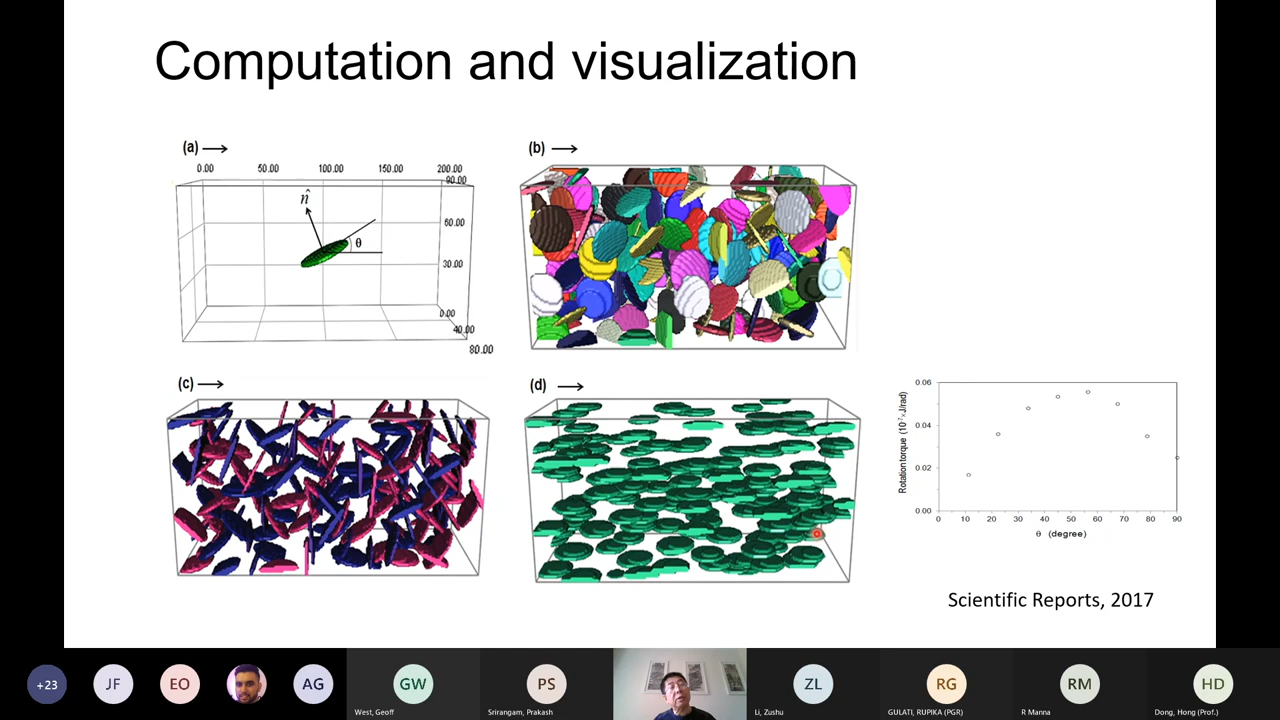 Computation and visualization
(a)
0.00 50.00 100.00 150.00 200.00
90.00
n̂
60.00
θ
30.00
0.00
40.00
80.00
(b)
(c)
(d)
0.06
0.04
0.02
0.00
Rotation torque (10⁻⁷×J/rad)
0 10 20 30 40 50 60 70 80 90
θ (degree)
Scientific Reports, 2017
+23
JF
EO
AG
GW
West, Geoff
PS
Srirangam, Prakash
ZL
Li, Zushu
RG
GULATI, RUPIKA (PGR)
RM
R Manna
HD
Dong, Hong (Prof.)